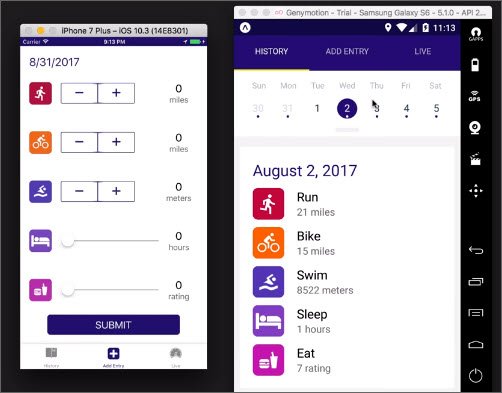 iPhone 7 Plus – iOS 10.3 (14E8301)
Carrier
9:13 PM
8/31/2017
− +
0
miles
− +
0
miles
− +
0
meters
0
hours
0
rating
SUBMIT
History
Add Entry
Live
Genymotion - Trial - Samsung Galaxy S6 - 5.1.0 - API 2
11:13
HISTORY
ADD ENTRY
LIVE
Sun Mon Tue Wed Thu Fri Sat
30 31 1 2 3 4 5
August 2, 2017
Run
21 miles
Bike
15 miles
Swim
8522 meters
Sleep
1 hours
Eat
7 rating
GAPPS
GPS